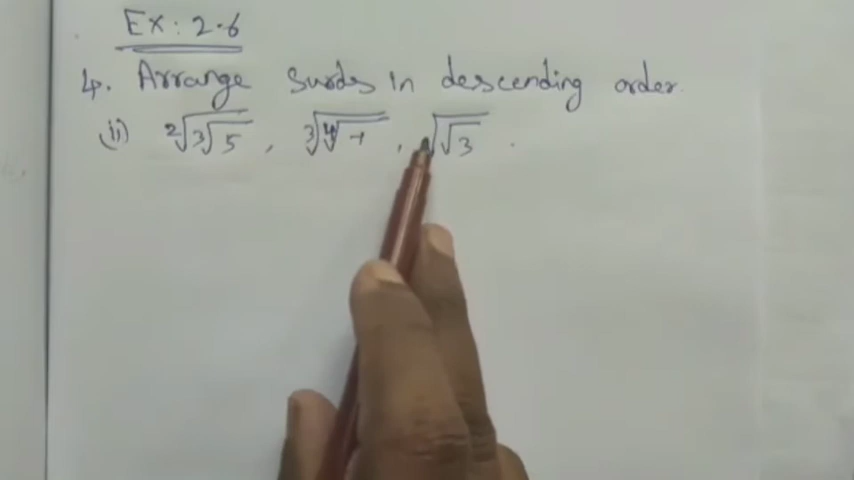 Ex: 2.6
4. Arrange surds in descending order.
(ii) ²√³√5, ³√⁴√7, √√3.